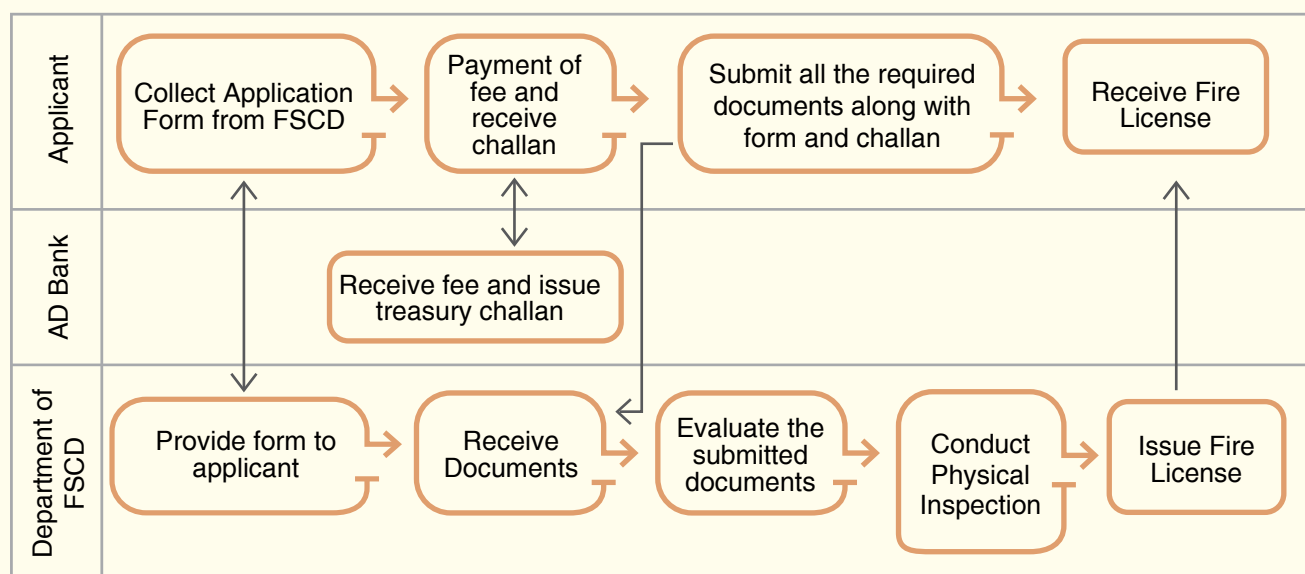 Applicant
Collect Application
Form from FSCD
Payment of
fee and
receive
challan
Submit all the required
documents along with
form and challan
Receive Fire
License
AD Bank
Receive fee and issue
treasury challan
Department of
FSCD
Provide form to
applicant
Receive
Documents
Evaluate the
submitted
documents
Conduct
Physical
Inspection
Issue Fire
License